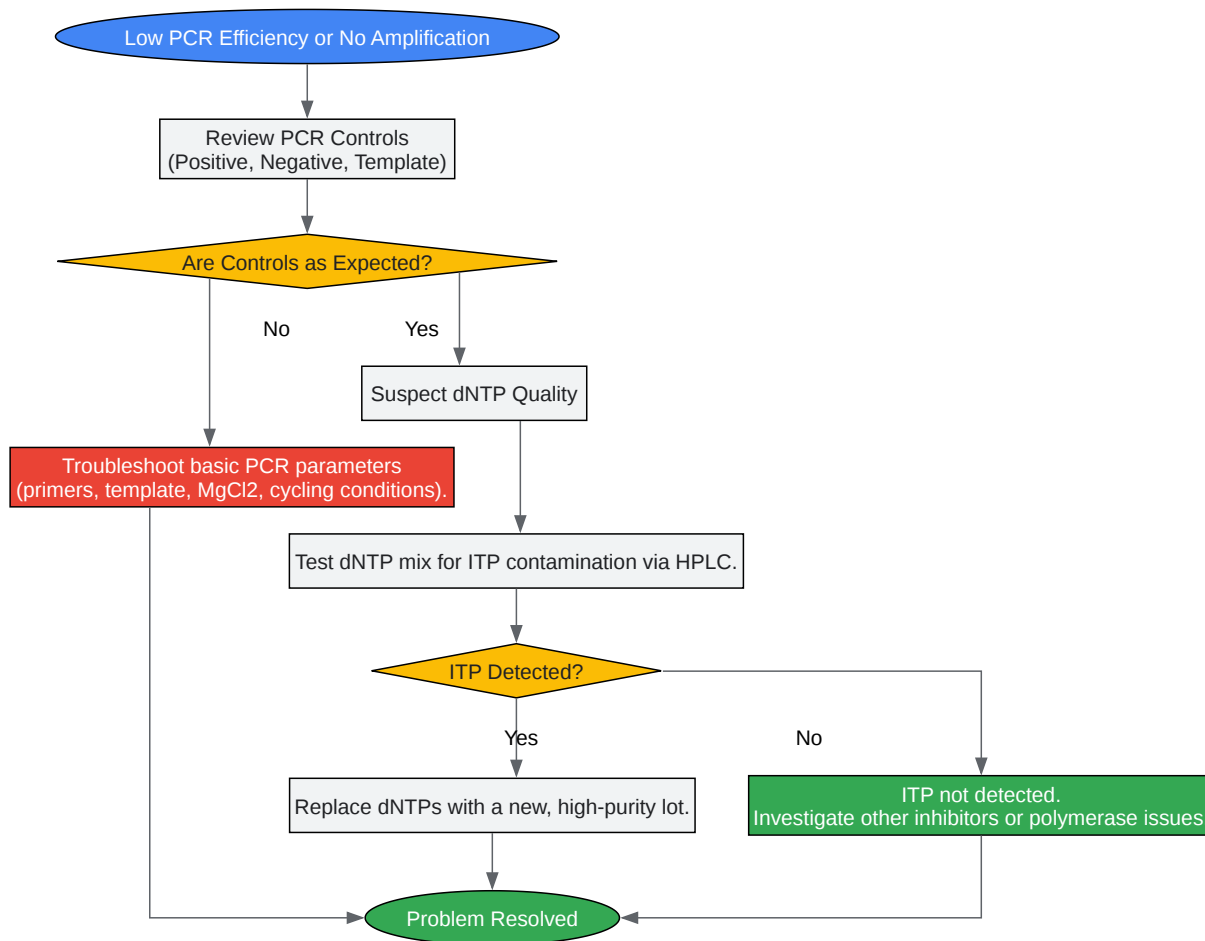 Low PCR Efficiency or No Amplification
Review PCR Controls
(Positive, Negative, Template)
Are Controls as Expected?
No
Yes
Suspect dNTP Quality
Troubleshoot basic PCR parameters
(primers, template, MgCl2, cycling conditions).
Test dNTP mix for ITP contamination via HPLC.
ITP Detected?
Yes
No
Replace dNTPs with a new, high-purity lot.
ITP not detected.
Investigate other inhibitors or polymerase issues
Problem Resolved